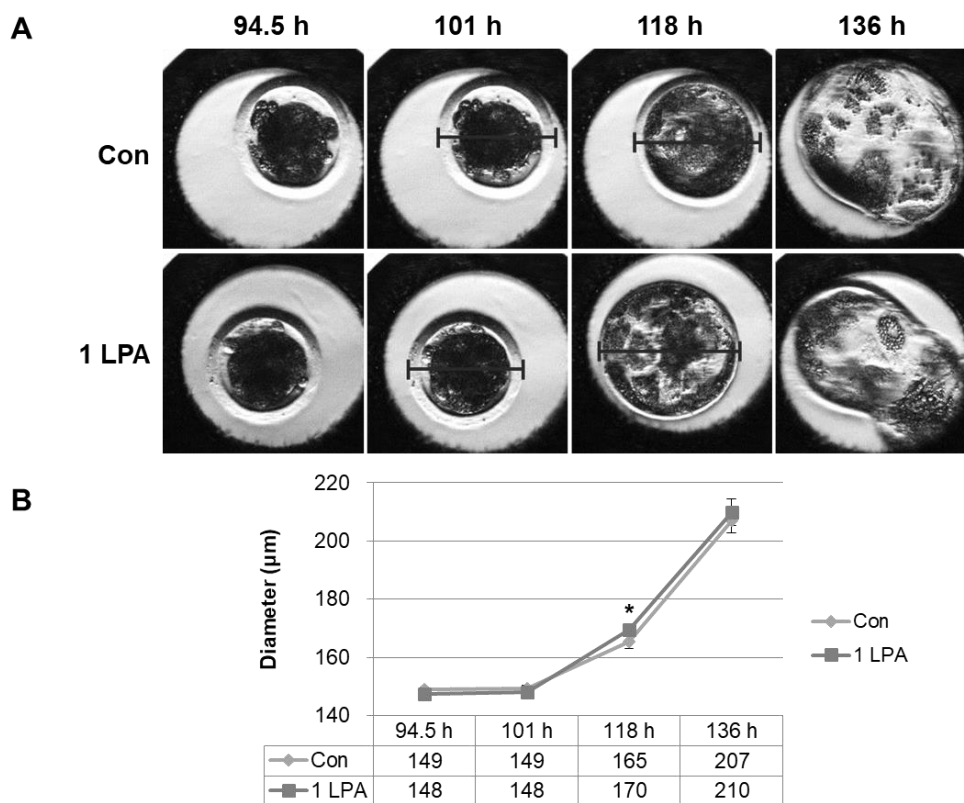 A
94.5 h 101 h 118 h 136 h
Con
1 LPA
B
Diameter (µm)
220
200
180
160
140
*
Con
1 LPA
94.5 h 101 h 118 h 136 h
Con 149 149 165 207
1 LPA 148 148 170 210